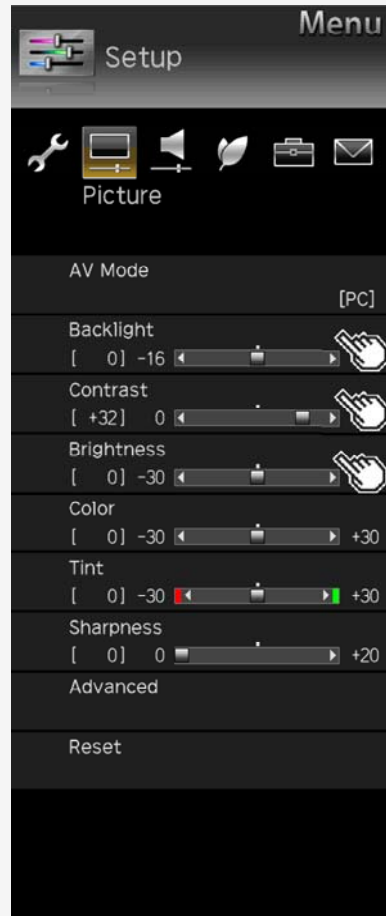 Menu
Setup
Picture
AV Mode
[PC]
Backlight
[ 0] -16
Contrast
[ +32] 0
Brightness
[ 0] -30
Color
[ 0] -30 +30
Tint
[ 0] -30 +30
Sharpness
[ 0] 0 +20
Advanced
Reset